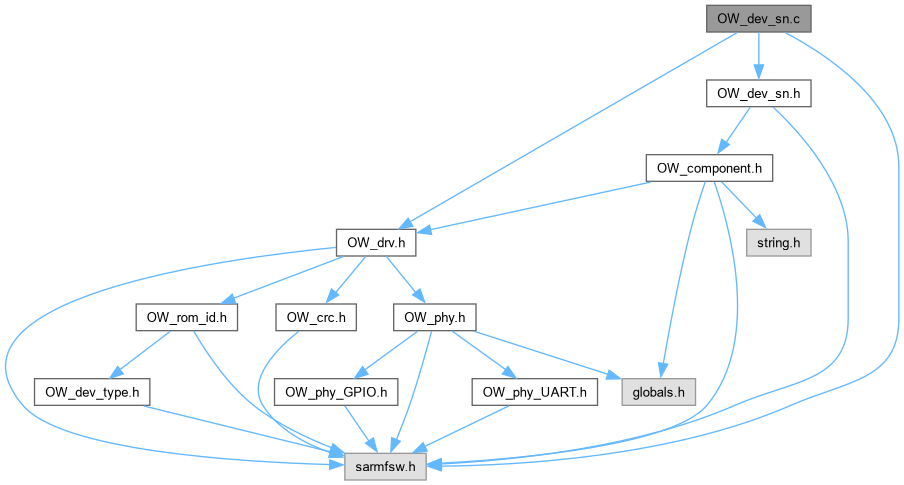 OW_dev_sn.c
OW_dev_sn.h
OW_component.h
OW_drv.h
string.h
OW_rom_id.h
OW_crc.h
OW_phy.h
OW_dev_type.h
OW_phy_GPIO.h
OW_phy_UART.h
globals.h
sarmfsw.h